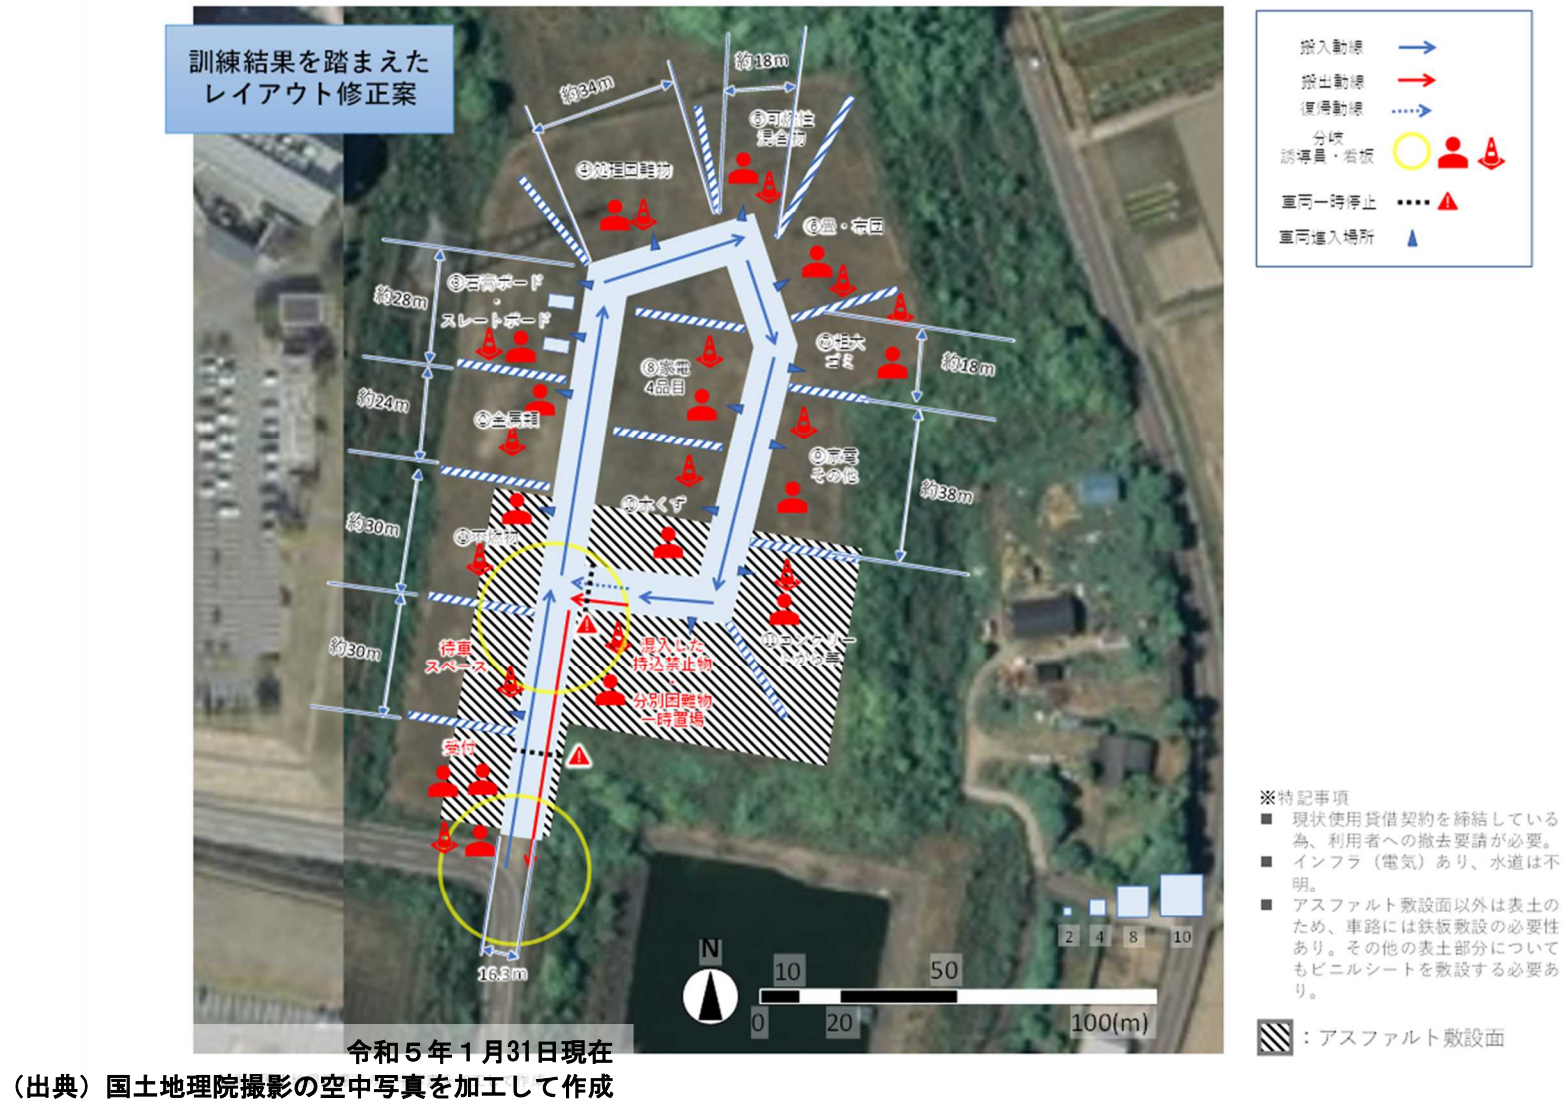 訓練結果を踏まえた
レイアウト修正案
搬入動線
搬出動線
復帰動線
分岐
誘導員・看板
車両一時停止
車両進入場所
約34m
約18m
⑤可燃性
混合物
④処理困難物
⑥畳・布団
③石膏ボード
・
スレートボード
約28m
⑦粗大
ゴミ
約18m
⑧家電
4品目
約24m
②金属類
⑨家電
その他
約38m
⑩木くず
約30m
①不燃物
約30m
待車
スペース
混入した
持込禁止物
・
分別困難物
一時置場
受付
16.3m
N
10
50
0
20
100(m)
2
4
8
10
※特記事項
■ 現状使用貸借契約を締結している
為、利用者への撤去要請が必要。
■ インフラ（電気）あり、水道は不
明。
■ アスファルト敷設面以外は表土の
ため、車路には鉄板敷設の必要性
あり。その他の表土部分について
もビニルシートを敷設する必要あ
り。
：アスファルト敷設面
令和５年１月31日現在
（出典）国土地理院撮影の空中写真を加工して作成